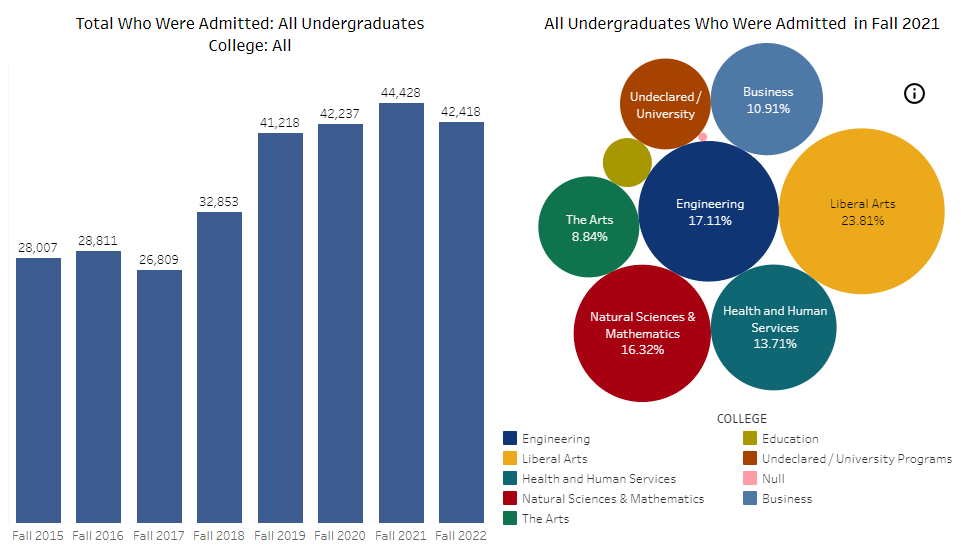 Total Who Were Admitted: All Undergraduates
College: All
28,007
28,811
26,809
32,853
41,218
42,237
44,428
42,418
Fall 2015
Fall 2016
Fall 2017
Fall 2018
Fall 2019
Fall 2020
Fall 2021
Fall 2022
All Undergraduates Who Were Admitted in Fall 2021
Undeclared /
University
Business
10.91%
Engineering
17.11%
Liberal Arts
23.81%
The Arts
8.84%
Natural Sciences &
Mathematics
16.32%
Health and Human
Services
13.71%
COLLEGE
Engineering
Liberal Arts
Health and Human Services
Natural Sciences & Mathematics
The Arts
Education
Undeclared / University Programs
Null
Business